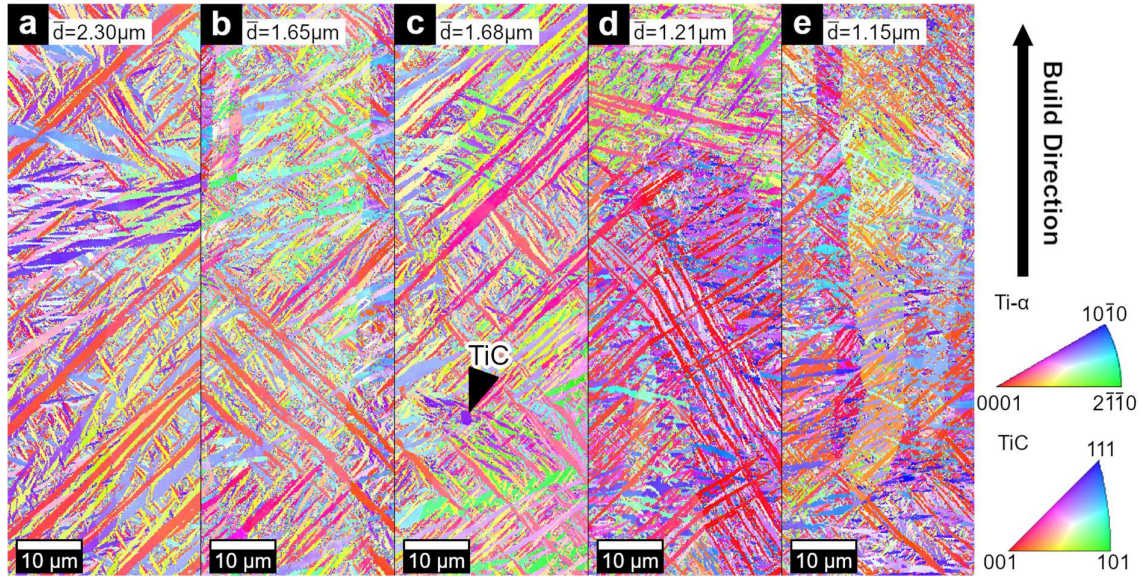 a
d̄=2.30µm
b
d̄=1.65µm
c
d̄=1.68µm
d
d̄=1.21µm
e
d̄=1.15µm
Build Direction
Ti-α
101̄0
0001
21̄1̄0
TiC
TiC
111
001
101
10 µm
10 µm
10 µm
10 µm
10 µm